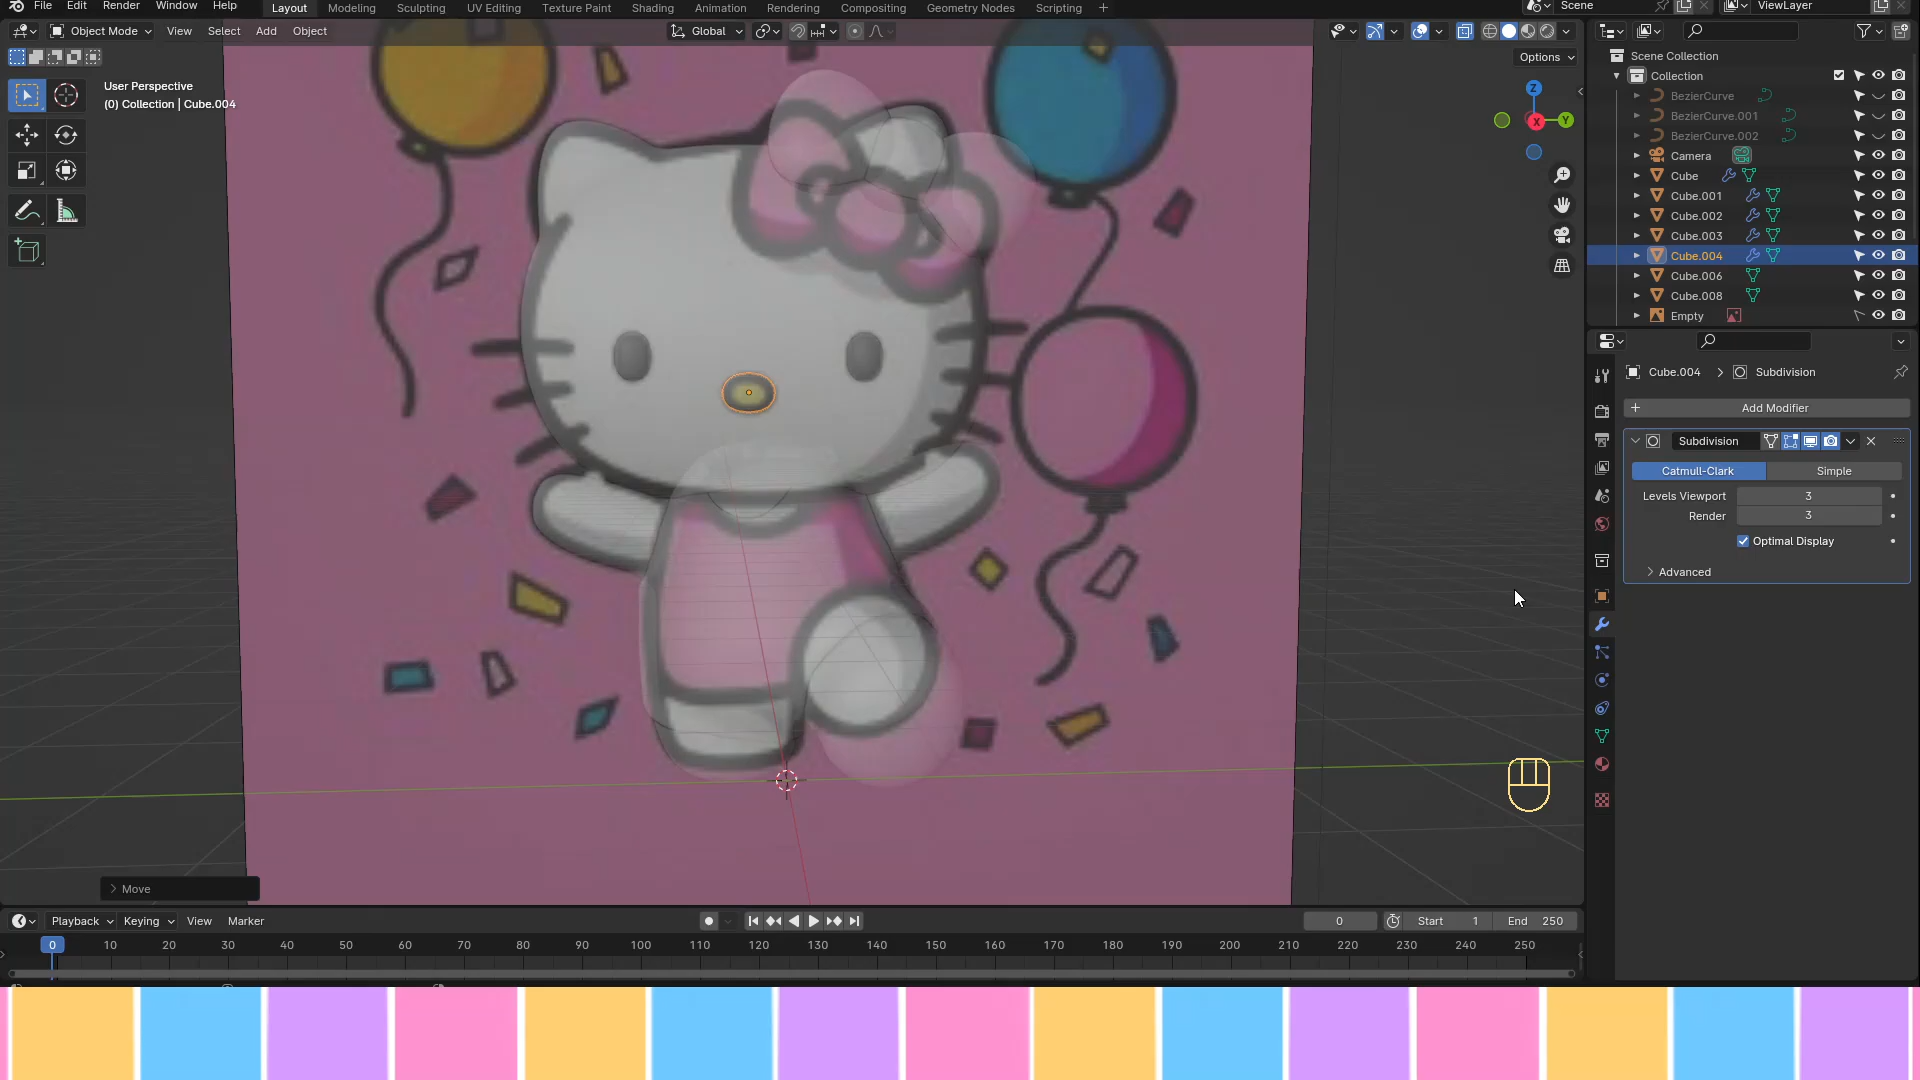 File Edit Render Window Help Layout Modeling Sculpting UV Editing Texture Paint Shading Animation Rendering Compositing Geometry Nodes Scripting + Scene ViewLayer
Object Mode View Select Add Object Global
Options
User Perspective
(0) Collection | Cube.004
Z
X
Y
Scene Collection
Collection
BezierCurve
BezierCurve.001
BezierCurve.002
Camera
Cube
Cube.001
Cube.002
Cube.003
Cube.004
Cube.006
Cube.008
Empty
Cube.004 > Subdivision
+ Add Modifier
Subdivision
Catmull-Clark Simple
Levels Viewport 3
Render 3
Optimal Display
> Advanced
> Move
Playback Keying View Marker 0 Start 1 End 250
0 10 20 30 40 50 60 70 80 90 100 110 120 130 140 150 160 170 180 190 200 210 220 230 240 250